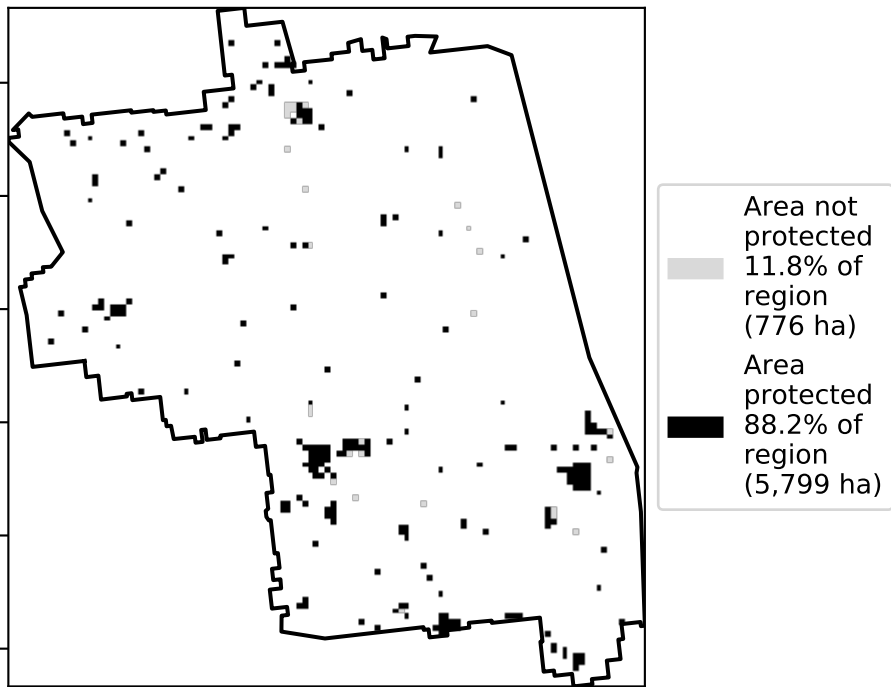 Area not
protected
11.8% of
region
(776 ha)
Area
protected
88.2% of
region
(5,799 ha)